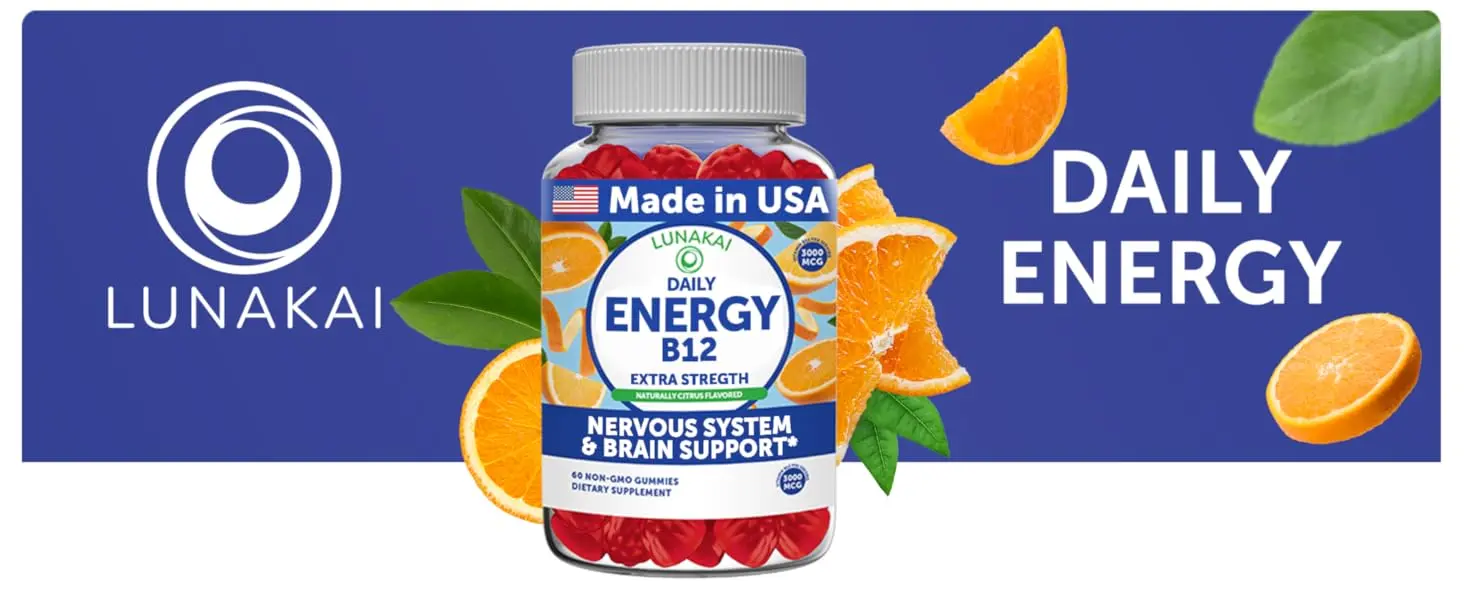 LUNAKAI
Made in USA
LUNAKAI
3000
MCG
DAILY
ENERGY
B12
EXTRA STREGTH
NATURALLY CITRUS FLAVORED
NERVOUS SYSTEM
& BRAIN SUPPORT*
60 NON-GMO GUMMIES
DIETARY SUPPLEMENT
3000
MCG
DAILY
ENERGY